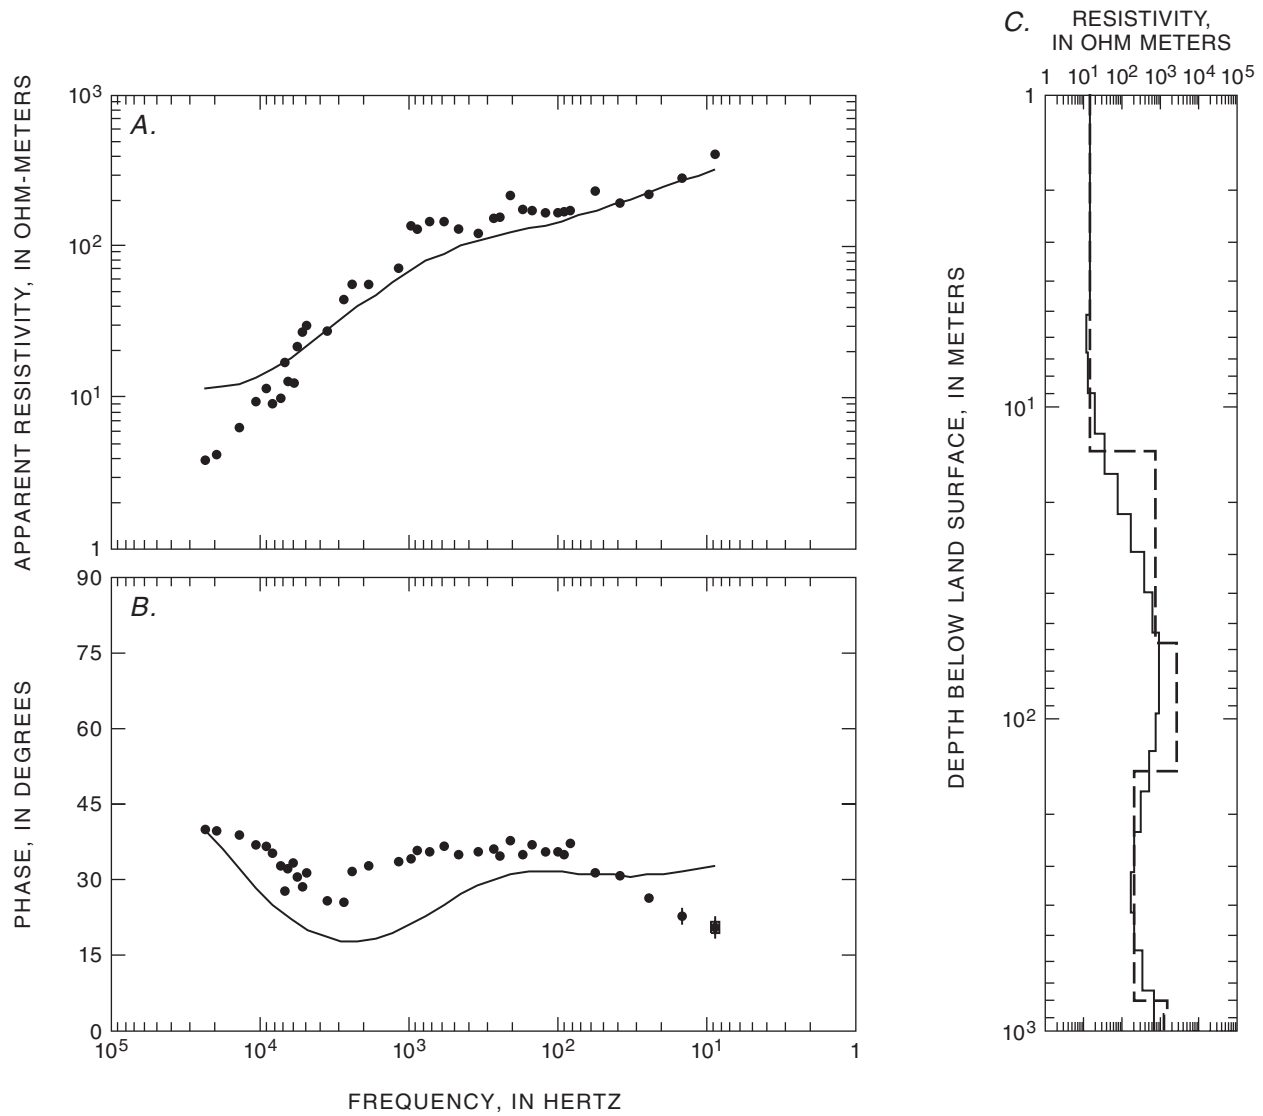 A.
APPARENT RESISTIVITY, IN OHM-METERS
10³
10²
10¹
1
B.
PHASE, IN DEGREES
90
75
60
45
30
15
0
10⁵ 10⁴ 10³ 10² 10¹ 1
FREQUENCY, IN HERTZ
C. RESISTIVITY,
IN OHM METERS
1 10¹ 10² 10³ 10⁴ 10⁵
DEPTH BELOW LAND SURFACE, IN METERS
1
10¹
10²
10³